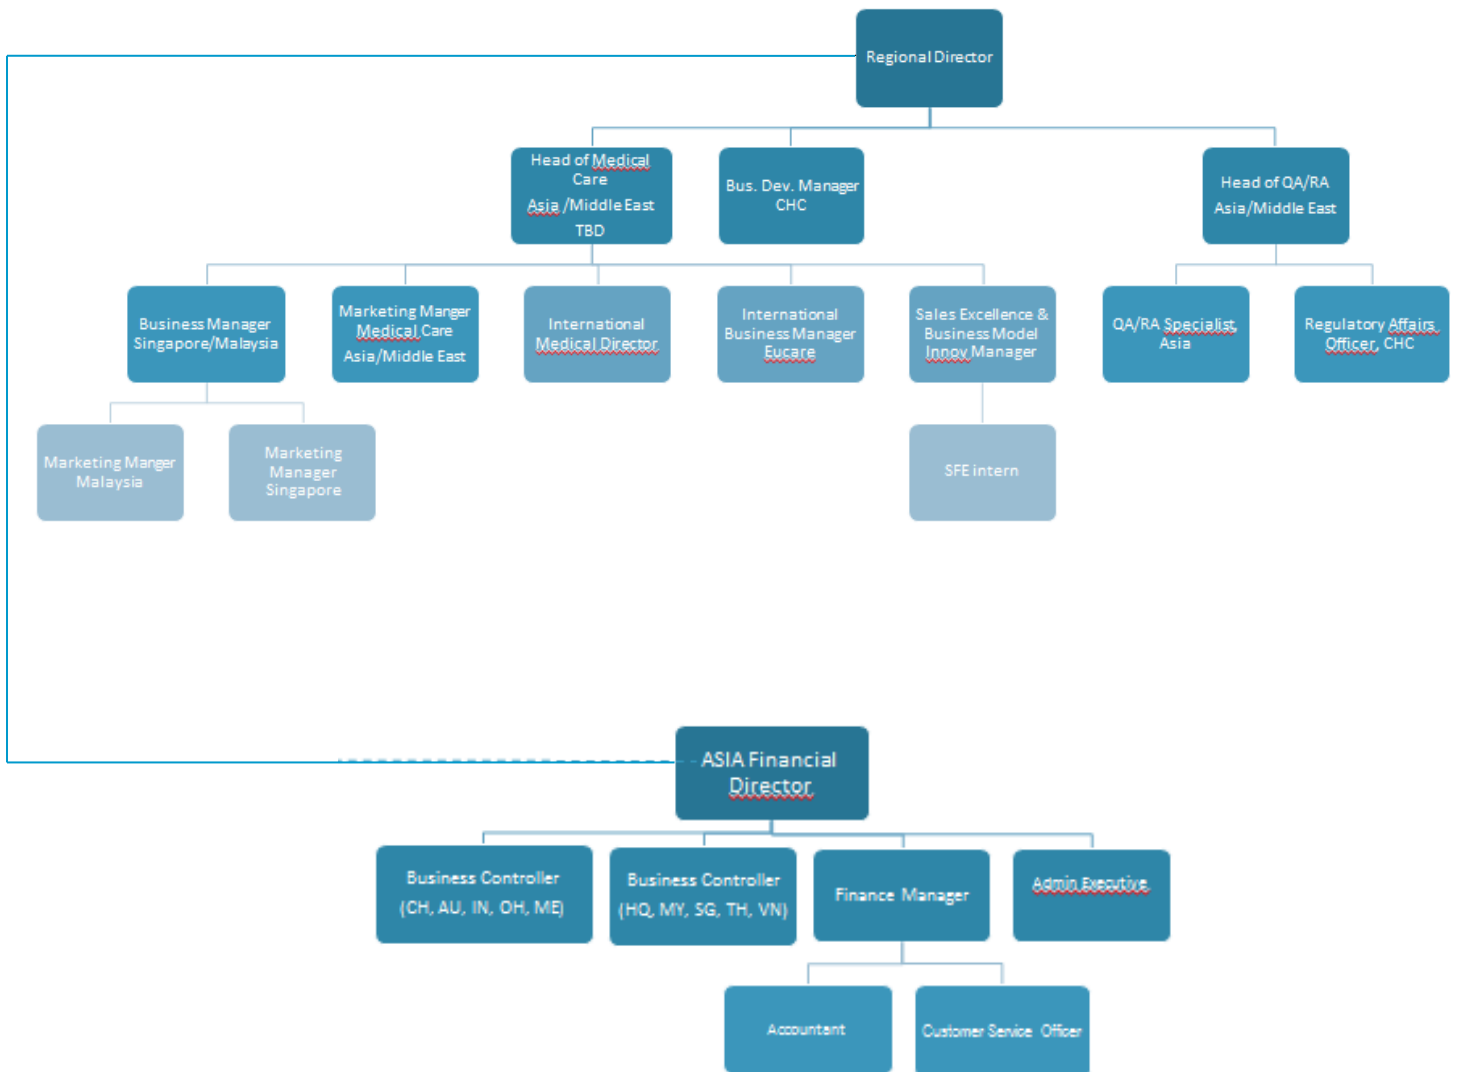 Regional Director
Head of Medical
Care
Asia /Middle East
TBD
Bus. Dev. Manager
CHC
Head of QA/RA
Asia/Middle East
Business Manager
Singapore/Malaysia
Marketing Manger
Medical Care
Asia/Middle East
International
Medical Director
International
Business Manager
Eucare
Sales Excellence &
Business Model
Innov Manager
QA/RA Specialist,
Asia
Regulatory Affairs
Officer, CHC
Marketing Manger
Malaysia
Marketing
Manager
Singapore
SFE intern
ASIA Financial
Director
Business Controller
(CH, AU, IN, OH, ME)
Business Controller
(HQ, MY, SG, TH, VN)
Finance Manager
Admin Executive
Accountant
Customer Service Officer